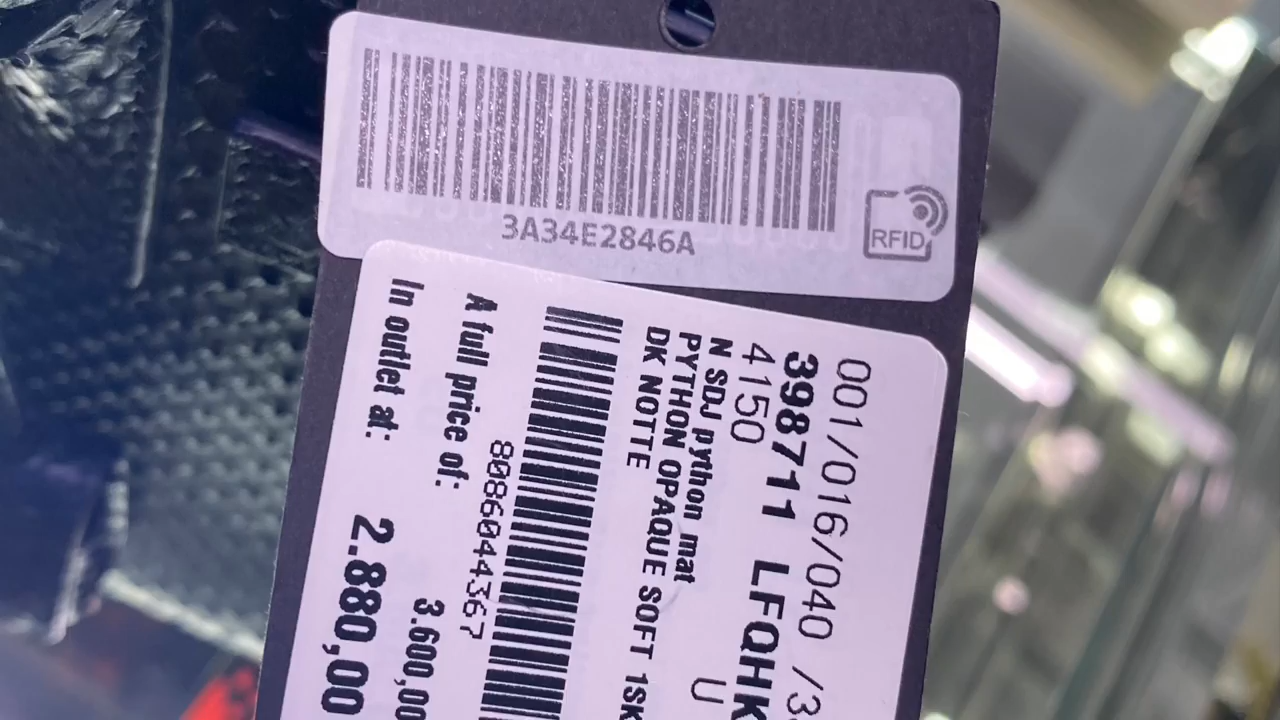 3A34E2846A
RFID
001/016/040 /3
398711 LFQHK
4150 U
N SDJ python mat
PYTHON OPAQUE SOFT 1SK
DK NOTTE
8086044367
A full price of: 3.600,00
In outlet at: 2.880,00